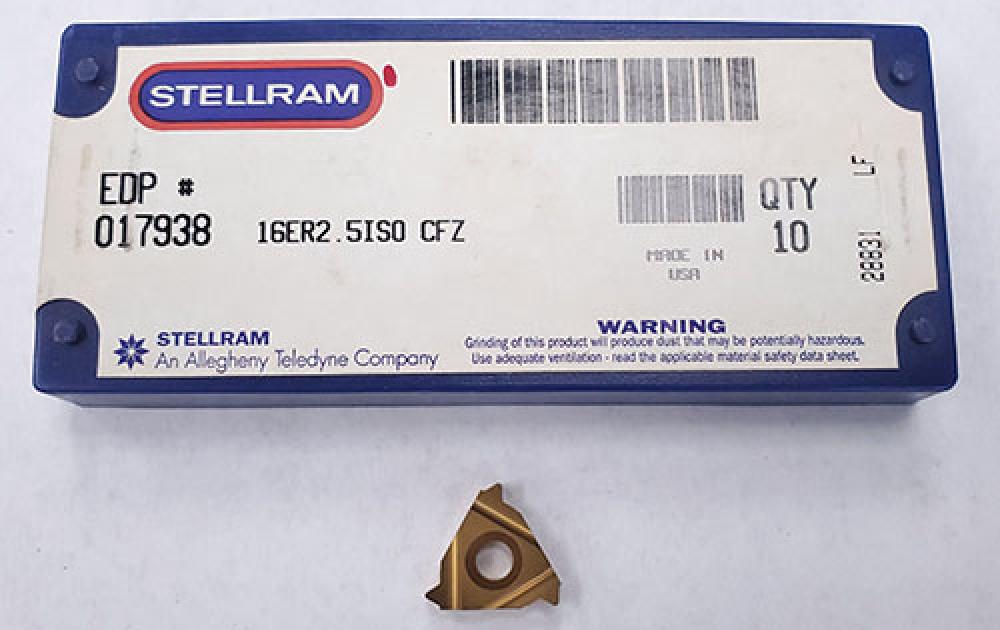 STELLRAM
EDP #
017938 16ER2.5ISO CFZ
QTY
10
MADE IN
USA
28831 LF
STELLRAM
An Allegheny Teledyne Company
WARNING
Grinding of this product will produce dust that may be potentially hazardous.
Use adequate ventilation - read the applicable material safety data sheet.